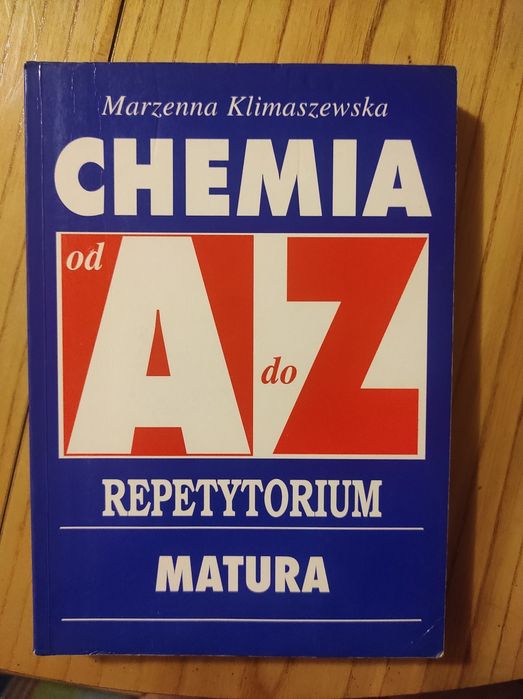 Marzenna Klimaszewska
CHEMIA
od
A
do
Z
REPETYTORIUM
MATURA